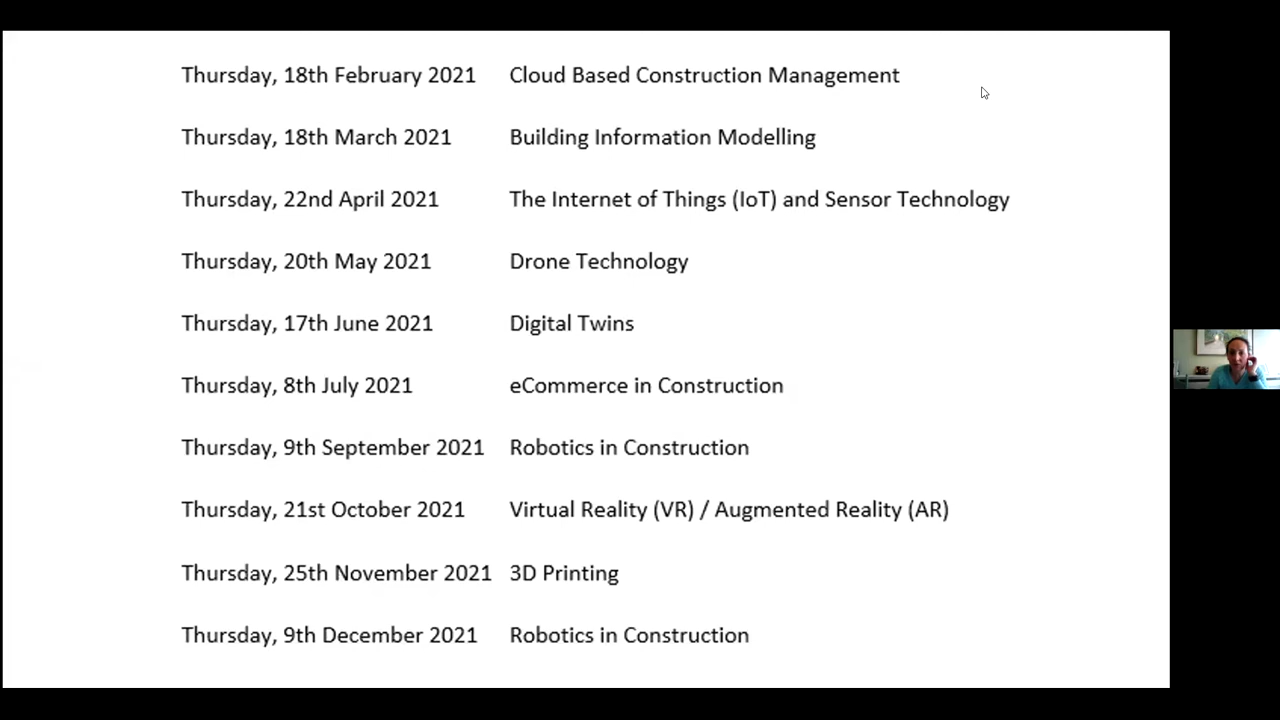 Thursday, 18th February 2021 Cloud Based Construction Management
Thursday, 18th March 2021 Building Information Modelling
Thursday, 22nd April 2021 The Internet of Things (IoT) and Sensor Technology
Thursday, 20th May 2021 Drone Technology
Thursday, 17th June 2021 Digital Twins
Thursday, 8th July 2021 eCommerce in Construction
Thursday, 9th September 2021 Robotics in Construction
Thursday, 21st October 2021 Virtual Reality (VR) / Augmented Reality (AR)
Thursday, 25th November 2021 3D Printing
Thursday, 9th December 2021 Robotics in Construction